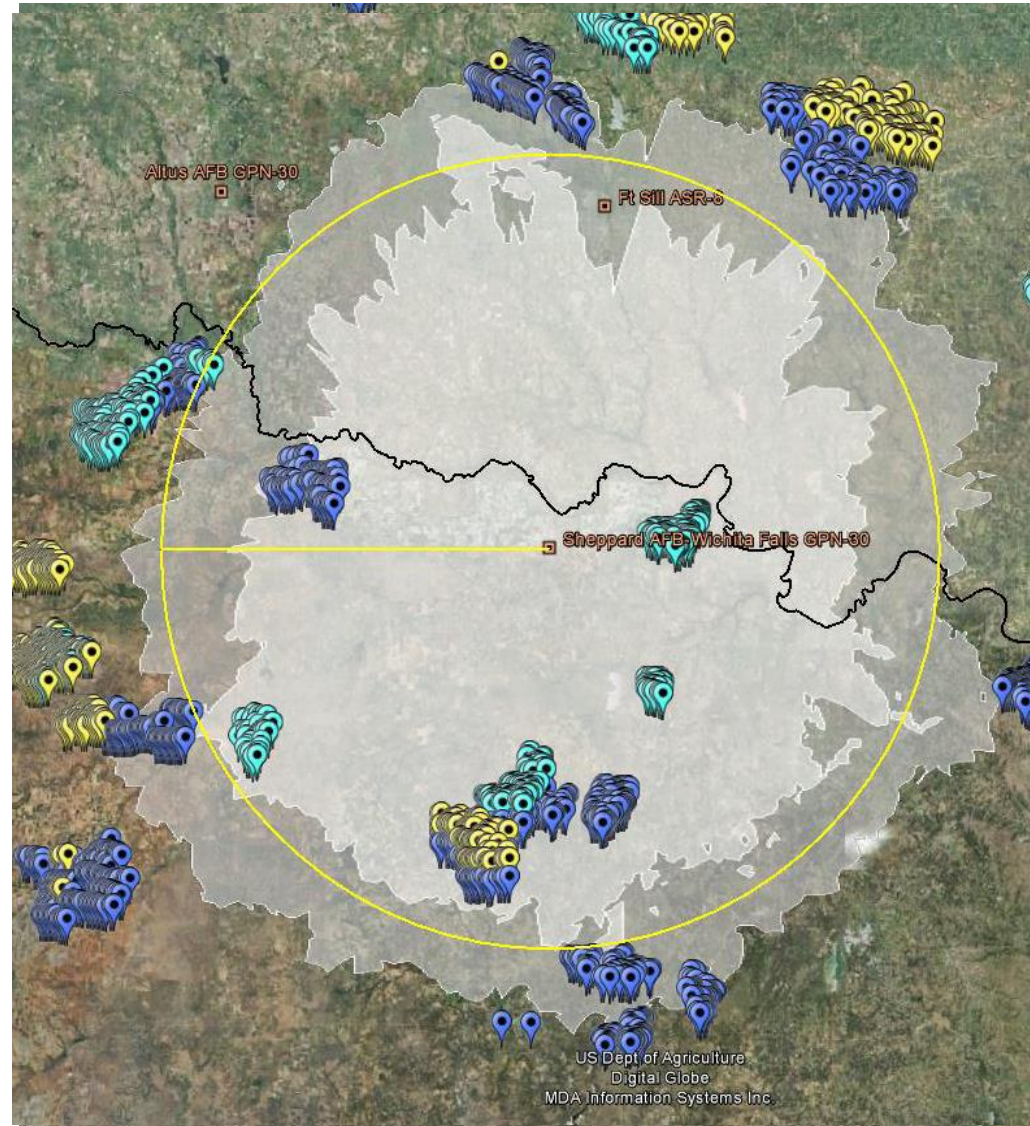 Altus AFB GPN-30
Ft Sill ASR-8
Sheppard AFB-Wichita Falls GPN-30
US Dept of Agriculture
Digital Globe
MDA Information Systems Inc.